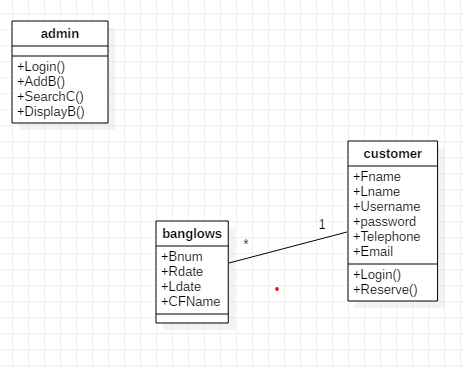 admin
+Login()
+AddB()
+SearchC()
+DisplayB()
customer
+Fname
+Lname
+Username
+password
+Telephone
+Email
+Login()
+Reserve()
1
*
banglows
+Bnum
+Rdate
+Ldate
+CFName